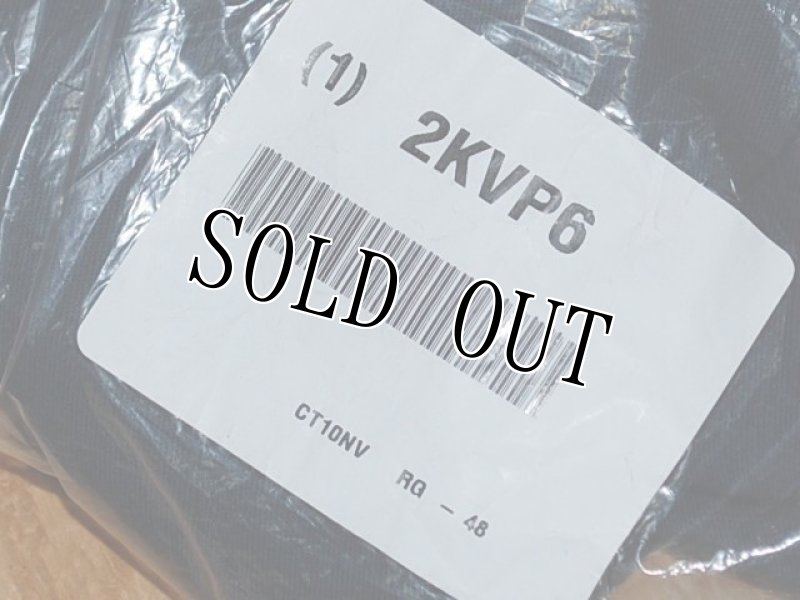 (1) 2KVP6
SOLD OUT
CT10NV RG - 48